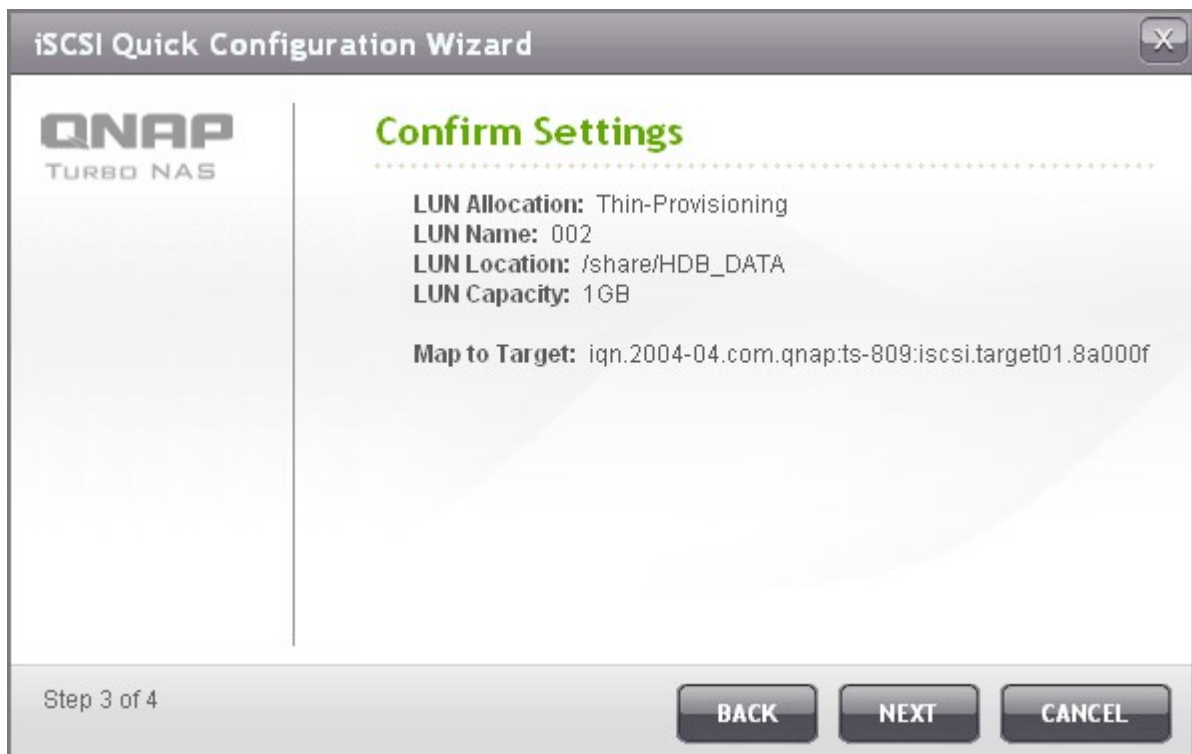 iSCSI Quick Configuration Wizard
X
QNAP
TURBO NAS
Confirm Settings
LUN Allocation: Thin-Provisioning
LUN Name: 002
LUN Location: /share/HDB_DATA
LUN Capacity: 1GB
Map to Target: iqn.2004-04.com.qnap:ts-809:iscsi.target01.8a000f
Step 3 of 4
BACK
NEXT
CANCEL